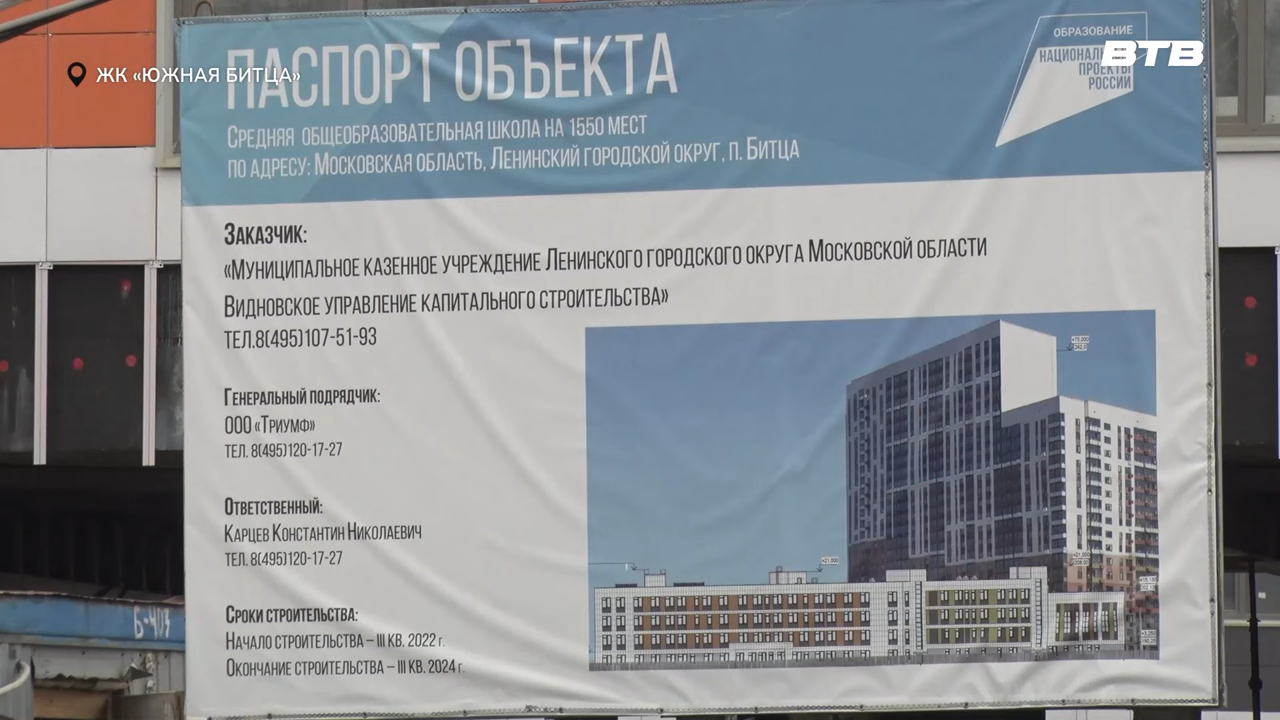 ЖК «ЮЖНАЯ БИТЦА»
ВТВ
ПАСПОРТ ОБЪЕКТА
ОБРАЗОВАНИЕ
ПРОЕКТЫ
РОССИИ
СРЕДНЯЯ ОБЩЕОБРАЗОВАТЕЛЬНАЯ ШКОЛА НА 1550 МЕСТ
ПО АДРЕСУ: МОСКОВСКАЯ ОБЛАСТЬ, ЛЕНИНСКИЙ ГОРОДСКОЙ ОКРУГ, П. БИТЦА
ЗАКАЗЧИК:
«МУНИЦИПАЛЬНОЕ КАЗЕННОЕ УЧРЕЖДЕНИЕ ЛЕНИНСКОГО ГОРОДСКОГО ОКРУГА МОСКОВСКОЙ ОБЛАСТИ
ВИДНОВСКОЕ УПРАВЛЕНИЕ КАПИТАЛЬНОГО СТРОИТЕЛЬСТВА»
ТЕЛ.8(495)107-51-93
ГЕНЕРАЛЬНЫЙ ПОДРЯДЧИК:
ООО «ТРИУМФ»
ТЕЛ. 8(495)120-17-27
ОТВЕТСТВЕННЫЙ:
КАРЦЕВ КОНСТАНТИН НИКОЛАЕВИЧ
ТЕЛ. 8(495)120-17-27
СРОКИ СТРОИТЕЛЬСТВА:
НАЧАЛО СТРОИТЕЛЬСТВА – III КВ. 2022 Г.
ОКОНЧАНИЕ СТРОИТЕЛЬСТВА – III КВ. 2024 Г.
Б-403